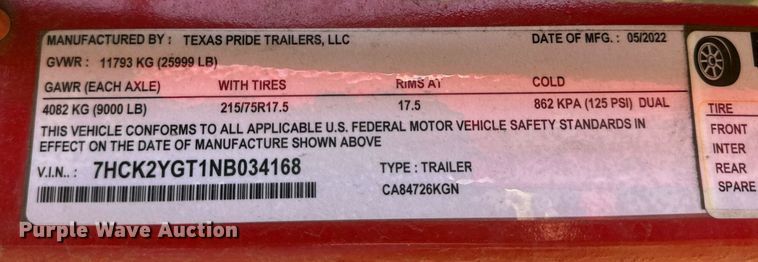 MANUFACTURED BY : TEXAS PRIDE TRAILERS, LLC DATE OF MFG. : 05/2022
GVWR : 11793 KG (25999 LB)
GAWR (EACH AXLE) WITH TIRES RIMS AT COLD
4082 KG (9000 LB) 215/75R17.5 17.5 862 KPA (125 PSI) DUAL
THIS VEHICLE CONFORMS TO ALL APPLICABLE U.S. FEDERAL MOTOR VEHICLE SAFETY STANDARDS IN
EFFECT ON THE DATE OF MANUFACTURE SHOWN ABOVE
V.I.N.. : 7HCK2YGT1NB034168 TYPE : TRAILER
CA84726KGN
TIRE
FRONT
INTER
REAR
SPARE
Purple Wave Auction